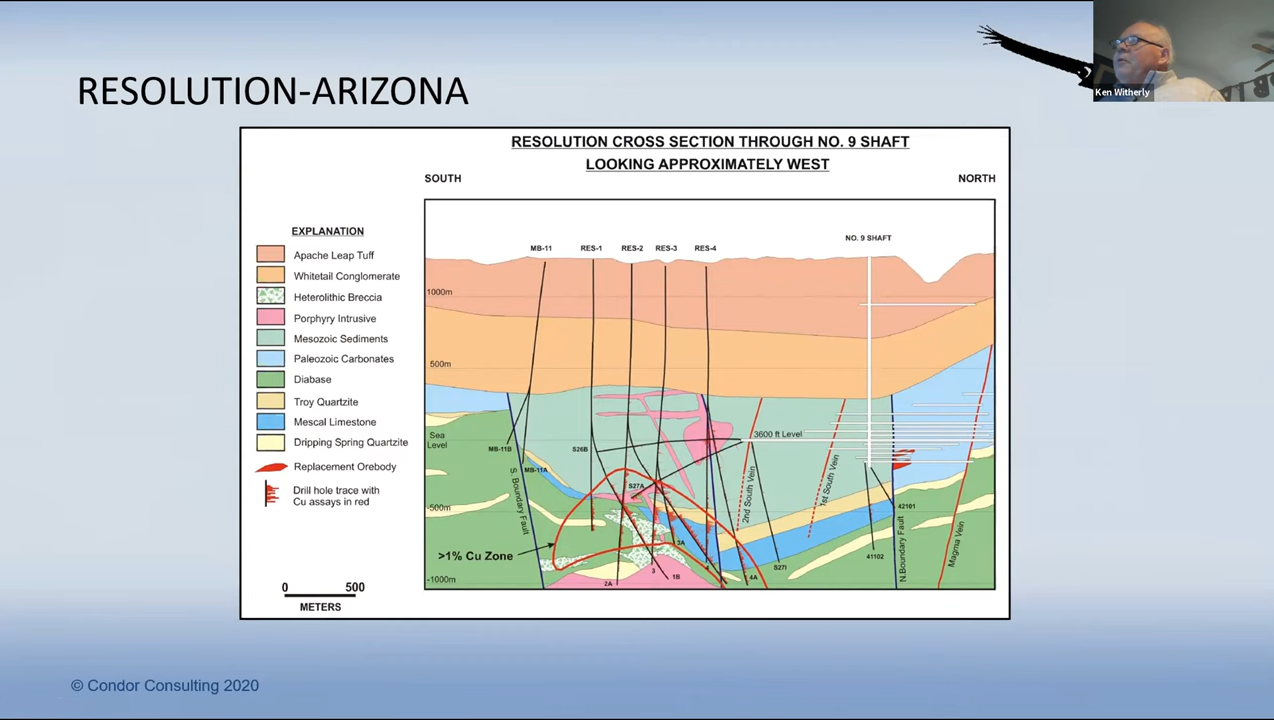 Ken Witherly
RESOLUTION-ARIZONA
RESOLUTION CROSS SECTION THROUGH NO. 9 SHAFT
LOOKING APPROXIMATELY WEST
SOUTH
NORTH
EXPLANATION
Apache Leap Tuff
Whitetail Conglomerate
Heterolithic Breccia
Porphyry Intrusive
Mesozoic Sediments
Paleozoic Carbonates
Diabase
Troy Quartzite
Mescal Limestone
Dripping Spring Quartzite
Replacement Orebody
Drill hole trace with
Cu assays in red
0 500
METERS
MB-11 RES-1 RES-2 RES-3 RES-4
NO. 9 SHAFT
1000m
500m
Sea
Level
-500m
-1000m
3600 ft Level
MB-11B
MB-11A
S26B
S27A
S. Boundary Fault
2nd South Vein
1st South Vein
N.Boundary Fault
Magma Vein
42101
41102
S27I
>1% Cu Zone
3A
3
1B
2A
4
4A
© Condor Consulting 2020